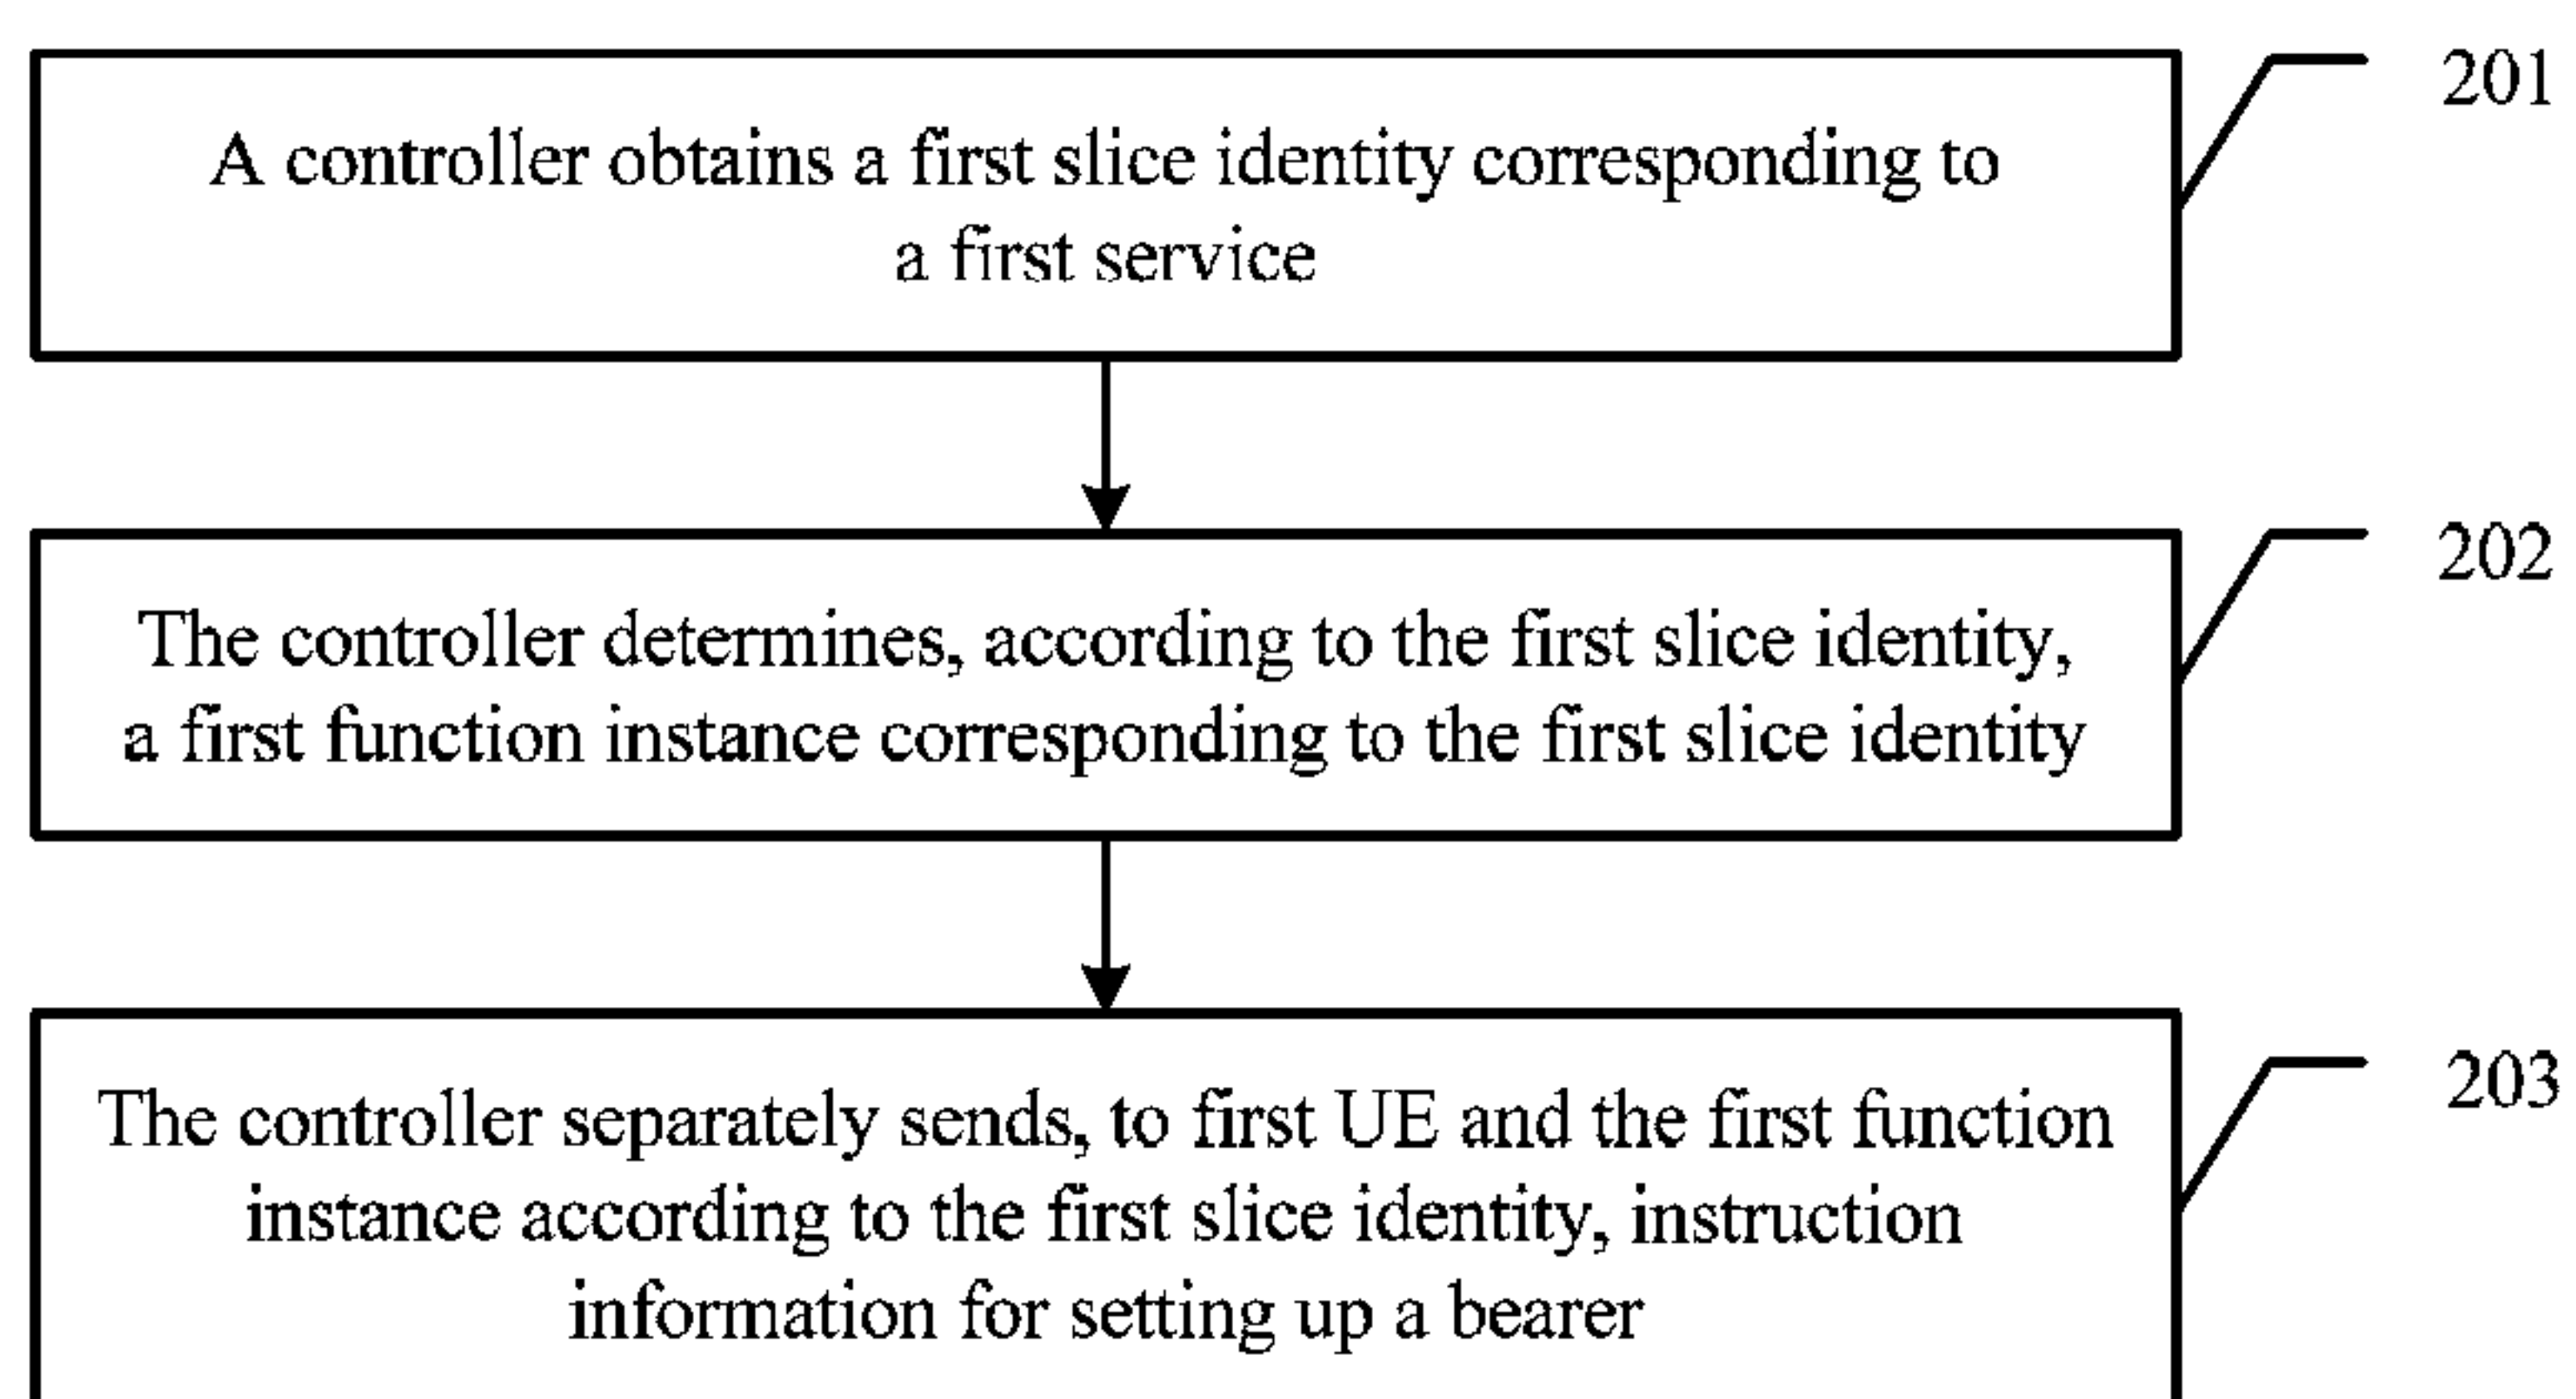 A controller obtains a first slice identity corresponding to
a first service
201
The controller determines, according to the first slice identity,
a first function instance corresponding to the first slice identity
202
The controller separately sends, to first UE and the first function
instance according to the first slice identity, instruction
information for setting up a bearer
203